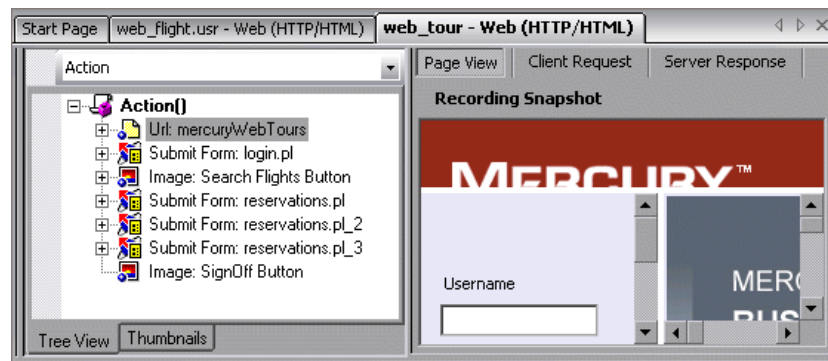 Start Page
web_flight.usr - Web (HTTP/HTML)
web_tour - Web (HTTP/HTML)
Action
Action()
Url: mercuryWebTours
Submit Form: login.pl
Image: Search Flights Button
Submit Form: reservations.pl
Submit Form: reservations.pl_2
Submit Form: reservations.pl_3
Image: SignOff Button
Tree View
Thumbnails
Page View
Client Request
Server Response
Recording Snapshot
MERCURY™
Username